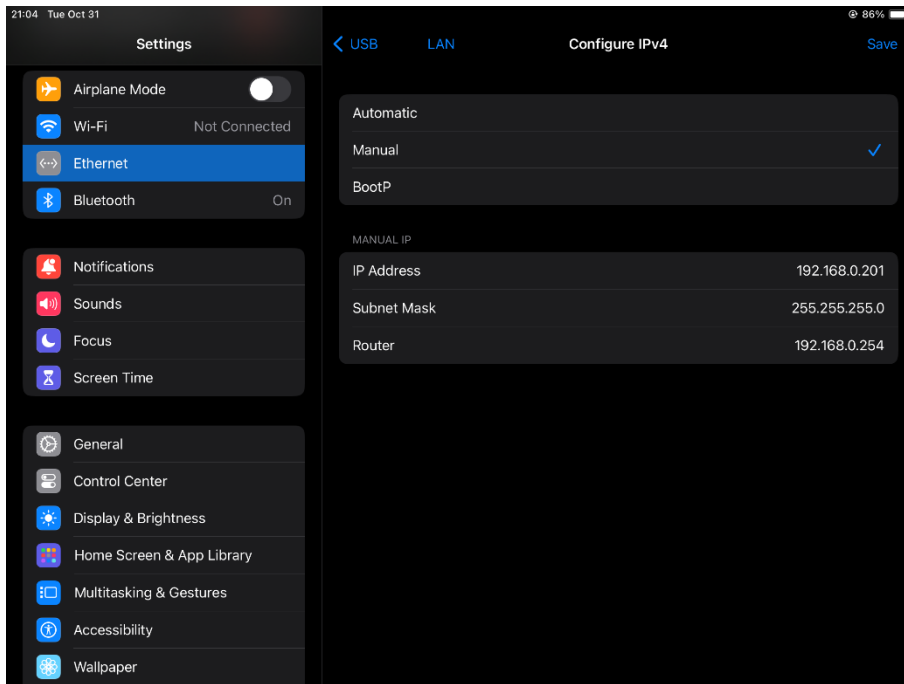 21:04 Tue Oct 31
86%
Settings
Airplane Mode
Wi-Fi Not Connected
Ethernet
Bluetooth On
Notifications
Sounds
Focus
Screen Time
General
Control Center
Display & Brightness
Home Screen & App Library
Multitasking & Gestures
Accessibility
Wallpaper
USB LAN Configure IPv4 Save
Automatic
Manual
BootP
MANUAL IP
IP Address 192.168.0.201
Subnet Mask 255.255.255.0
Router 192.168.0.254